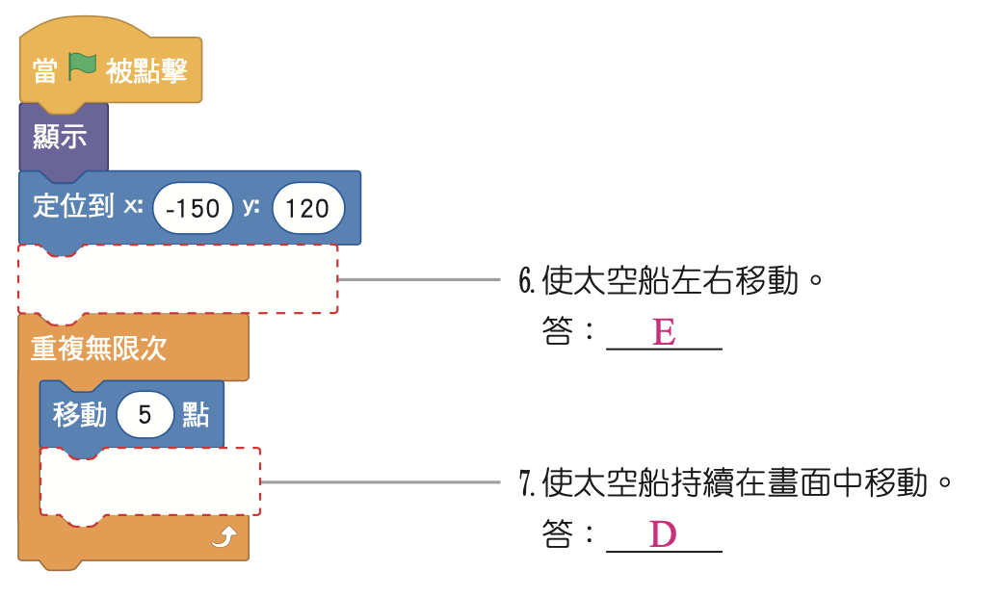 當 被點擊
顯示
定位到 x: -150 y: 120
6. 使太空船左右移動。
答：E
重複無限次
移動 5 點
7. 使太空船持續在畫面中移動。
答：D